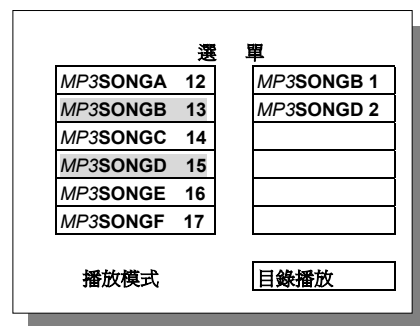 選 單
MP3SONGA 12 MP3SONGB 1
MP3SONGB 13 MP3SONGD 2
MP3SONGC 14
MP3SONGD 15
MP3SONGE 16
MP3SONGF 17
播放模式 目錄播放